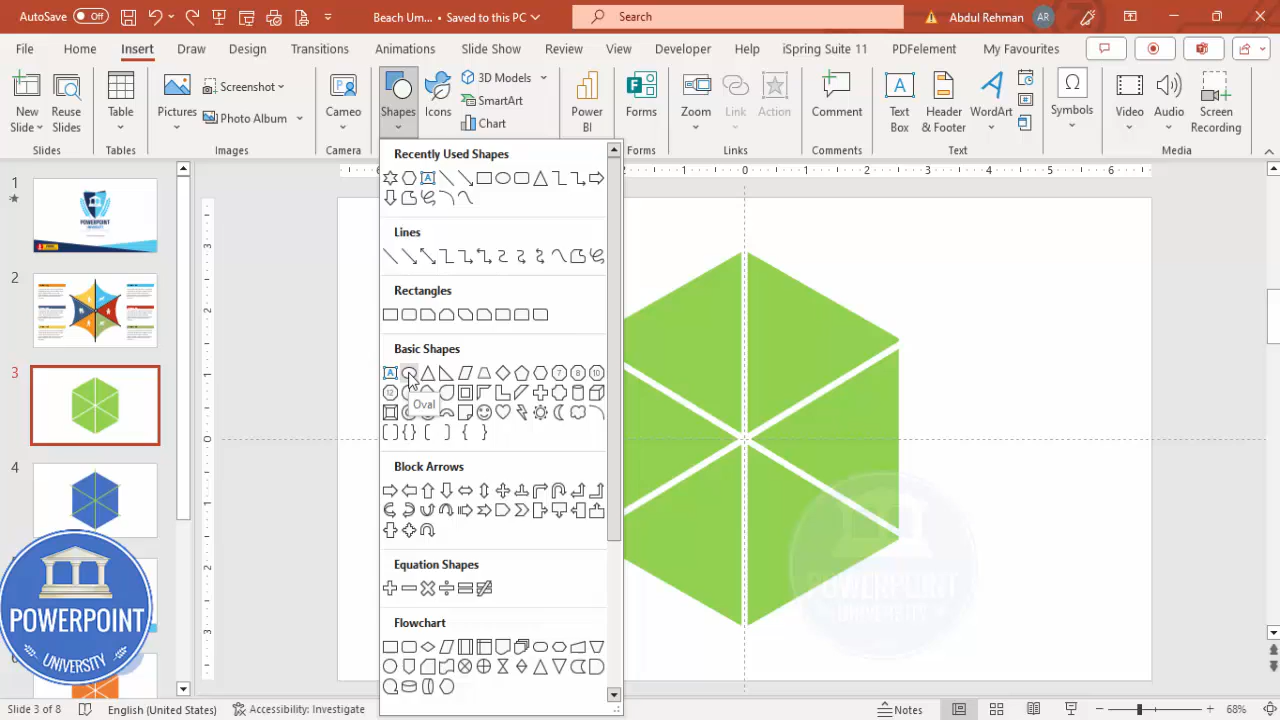 AutoSave Off Beach Um... • Saved to this PC Search Abdul Rehman AR
File Home Insert Draw Design Transitions Animations Slide Show Review View Developer Help iSpring Suite 11 PDFelement My Favourites
New Slide Reuse Slides Table Pictures Screenshot Photo Album Cameo Shapes Icons 3D Models SmartArt Chart Power BI Forms Zoom Link Action Comment Text Box Header & Footer WordArt Symbols Video Audio Screen Recording
Slides Tables Images Camera Forms Links Comments Text Media
Recently Used Shapes
Lines
Rectangles
Basic Shapes
Oval
Block Arrows
Equation Shapes
Flowchart
1
2
3
4
POWERPOINT
UNIVERSITY
Slide 3 of 8 English (United States) Accessibility: Investigate Notes 68%